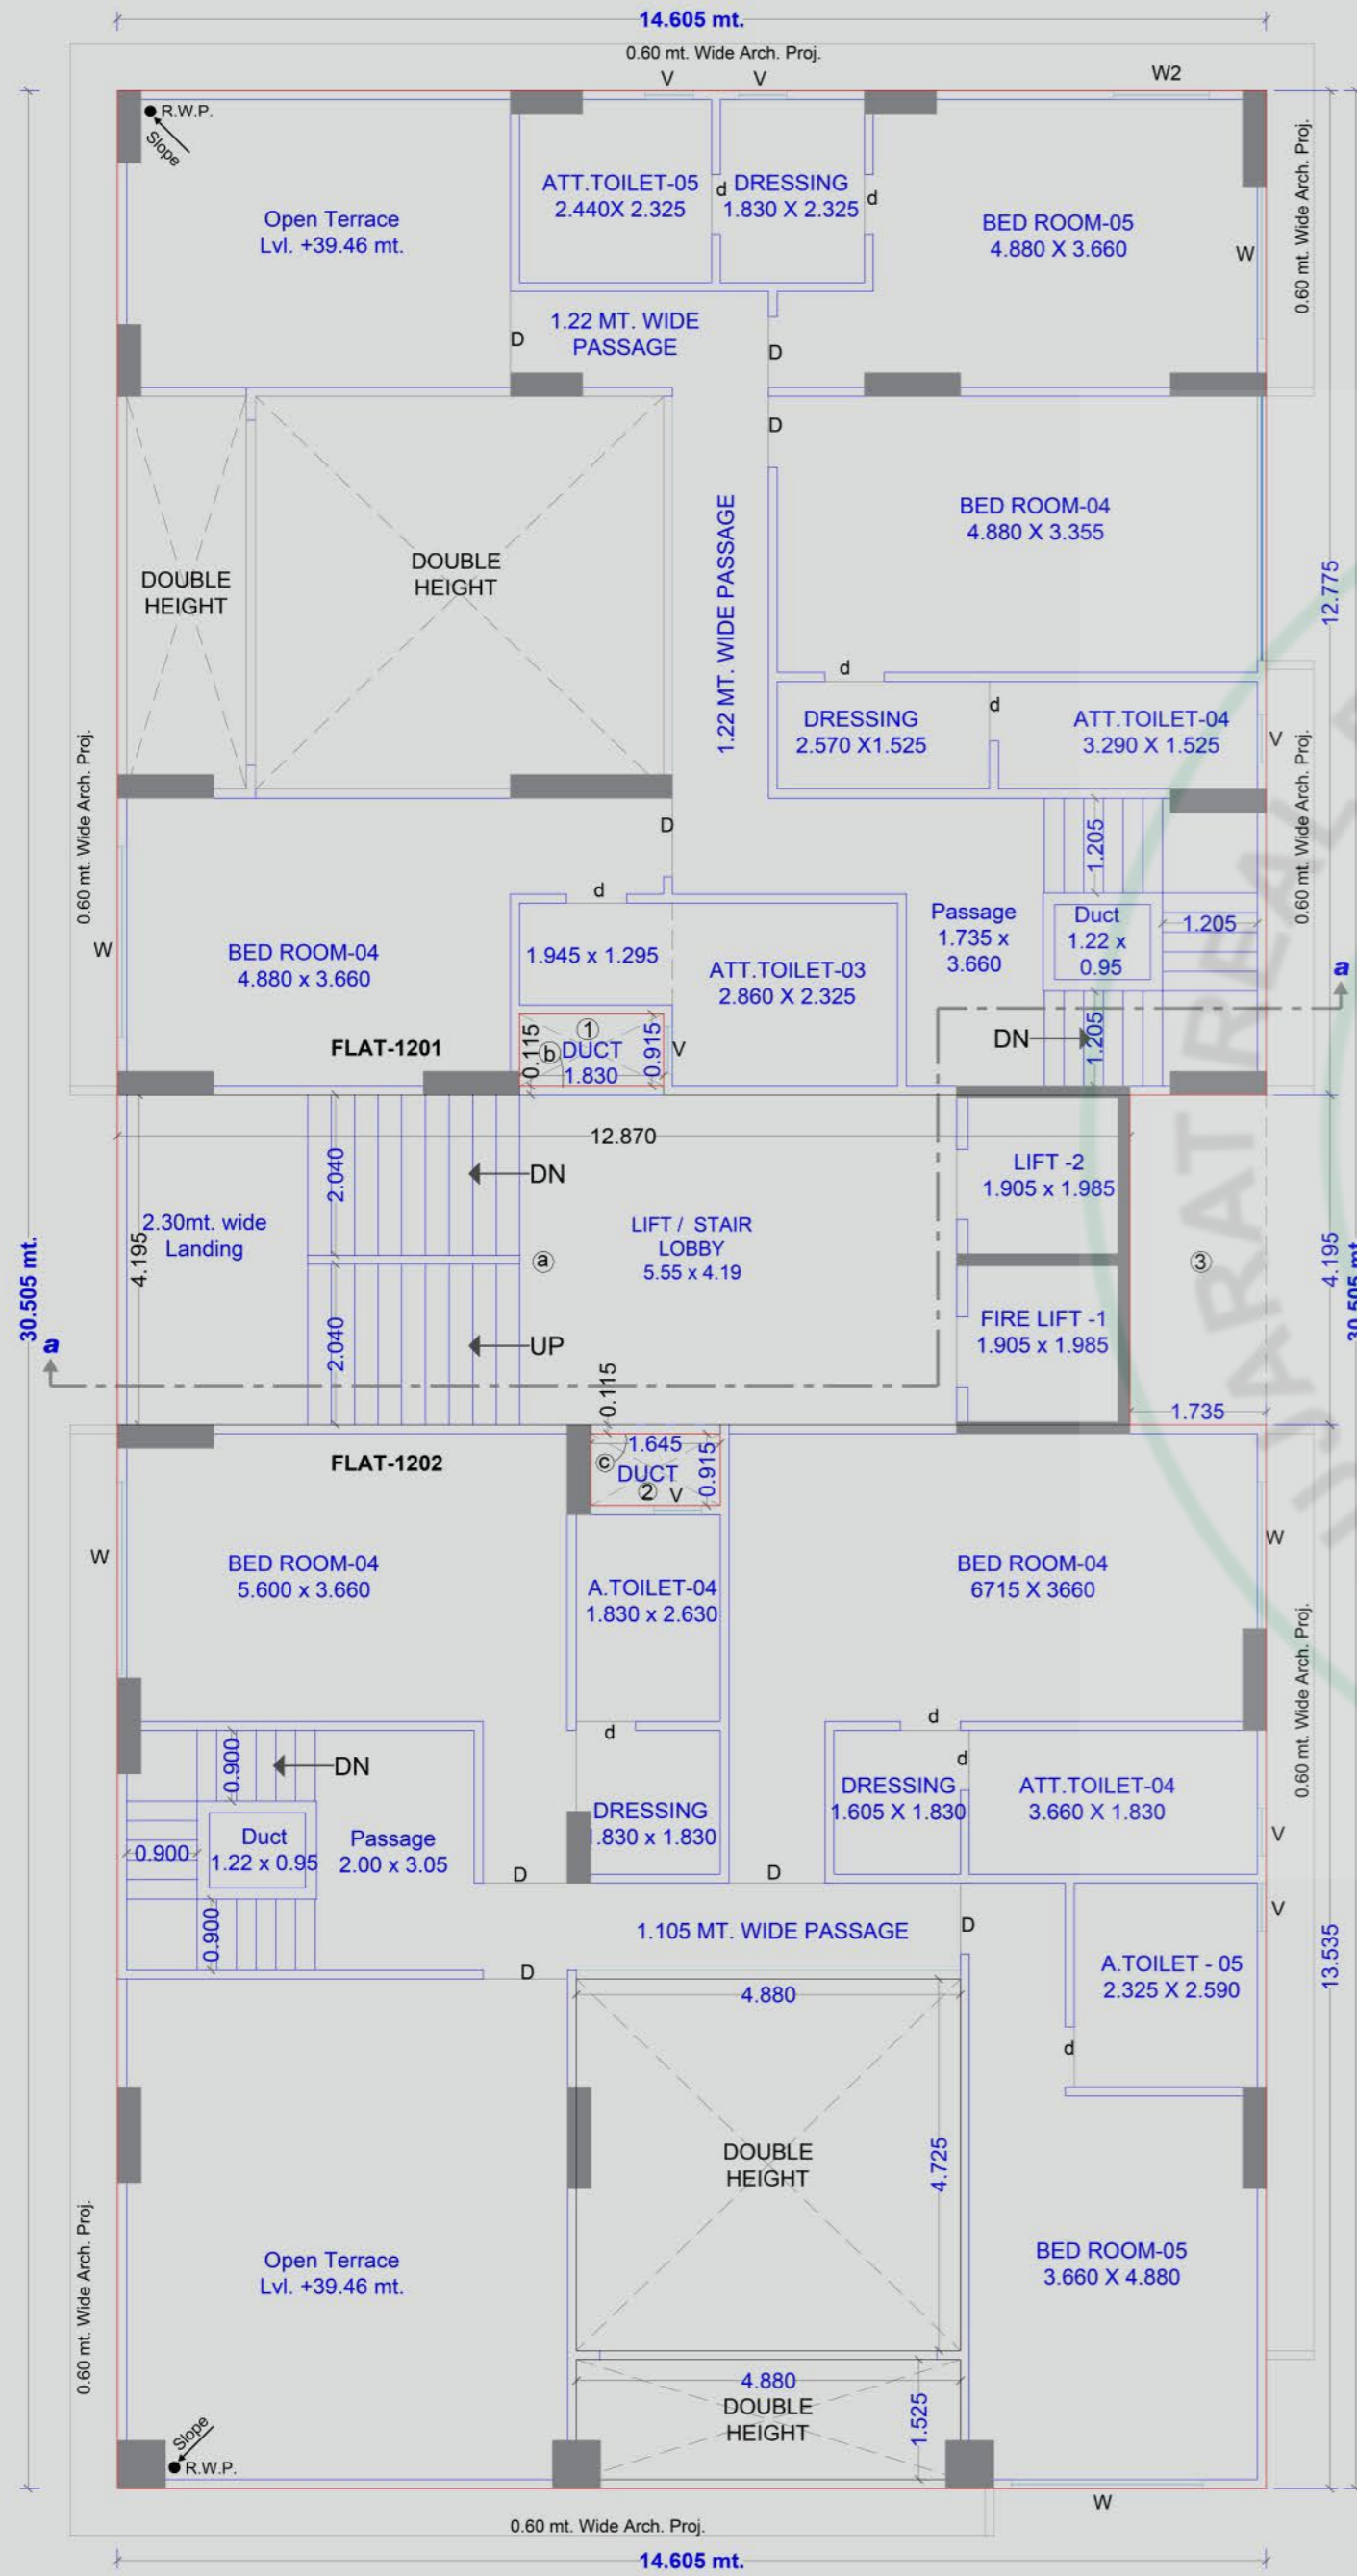 14.605 mt.
0.60 mt. Wide Arch. Proj.
V
V
W2
R.W.P.
Slope
Open Terrace
Lvl. +39.46 mt.
ATT.TOILET-05
2.440X 2.325
d
DRESSING
1.830 X 2.325
d
BED ROOM-05
4.880 X 3.660
W
0.60 mt. Wide Arch. Proj.
1.22 MT. WIDE
PASSAGE
D
D
D
DOUBLE
HEIGHT
DOUBLE
HEIGHT
1.22 MT. WIDE PASSAGE
BED ROOM-04
4.880 X 3.355
12.775
d
DRESSING
2.570 X1.525
d
ATT.TOILET-04
3.290 X 1.525
V
0.60 mt. Wide Arch. Proj.
0.60 mt. Wide Arch. Proj.
D
d
W
BED ROOM-04
4.880 x 3.660
1.945 x 1.295
ATT.TOILET-03
2.860 X 2.325
Passage
1.735 x
3.660
1.205
Duct
1.22 x
0.95
1.205
1.205
DN
a
FLAT-1201
0.115
1
b
DUCT
1.830
0.915
V
12.870
2.040
DN
LIFT -2
1.905 x 1.985
2.30mt. wide
Landing
4.195
a
LIFT / STAIR
LOBBY
5.55 x 4.19
3
4.195
30.505 mt.
30.505 mt.
2.040
UP
FIRE LIFT -1
1.905 x 1.985
a
0.115
1.735
FLAT-1202
1.645
c
DUCT
2
V
0.915
W
BED ROOM-04
5.600 x 3.660
A.TOILET-04
1.830 x 2.630
BED ROOM-04
6715 X 3660
W
0.60 mt. Wide Arch. Proj.
d
d
d
0.900
DN
DRESSING
.830 x 1.830
DRESSING
1.605 X 1.830
ATT.TOILET-04
3.660 X 1.830
V
0.900
Duct
1.22 x 0.95
Passage
2.00 x 3.05
D
D
V
0.900
1.105 MT. WIDE PASSAGE
D
D
A.TOILET - 05
2.325 X 2.590
d
13.535
4.880
DOUBLE
HEIGHT
4.725
BED ROOM-05
3.660 X 4.880
Open Terrace
Lvl. +39.46 mt.
0.60 mt. Wide Arch. Proj.
4.880
DOUBLE
HEIGHT
1.525
Slope
R.W.P.
W
0.60 mt. Wide Arch. Proj.
14.605 mt.